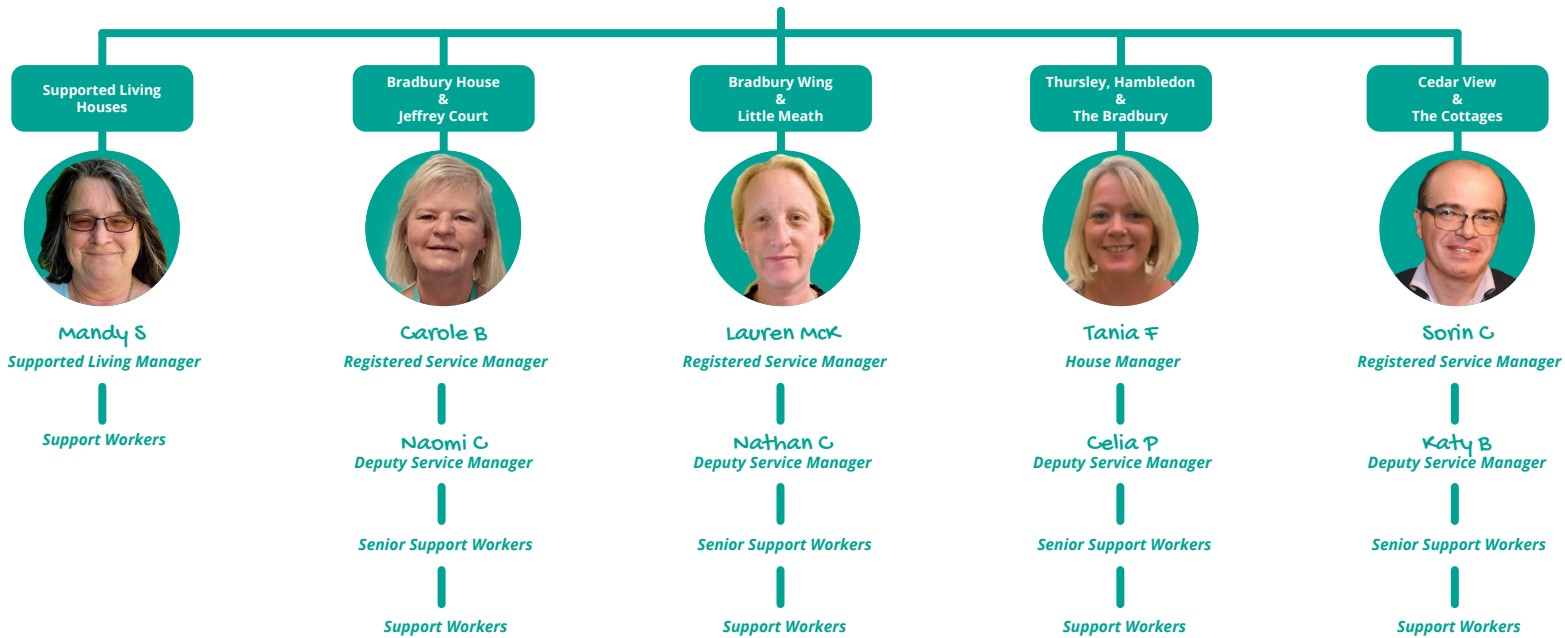 Supported Living
Houses
Mandy S
Supported Living Manager
Support Workers
Bradbury House
&
Jeffrey Court
Carole B
Registered Service Manager
Naomi C
Deputy Service Manager
Senior Support Workers
Support Workers
Bradbury Wing
&
Little Meath
Lauren McK
Registered Service Manager
Nathan C
Deputy Service Manager
Senior Support Workers
Support Workers
Thursley, Hambledon
&
The Bradbury
Tania F
House Manager
Celia P
Deputy Service Manager
Senior Support Workers
Support Workers
Cedar View
&
The Cottages
Sorin C
Registered Service Manager
Katy B
Deputy Service Manager
Senior Support Workers
Support Workers